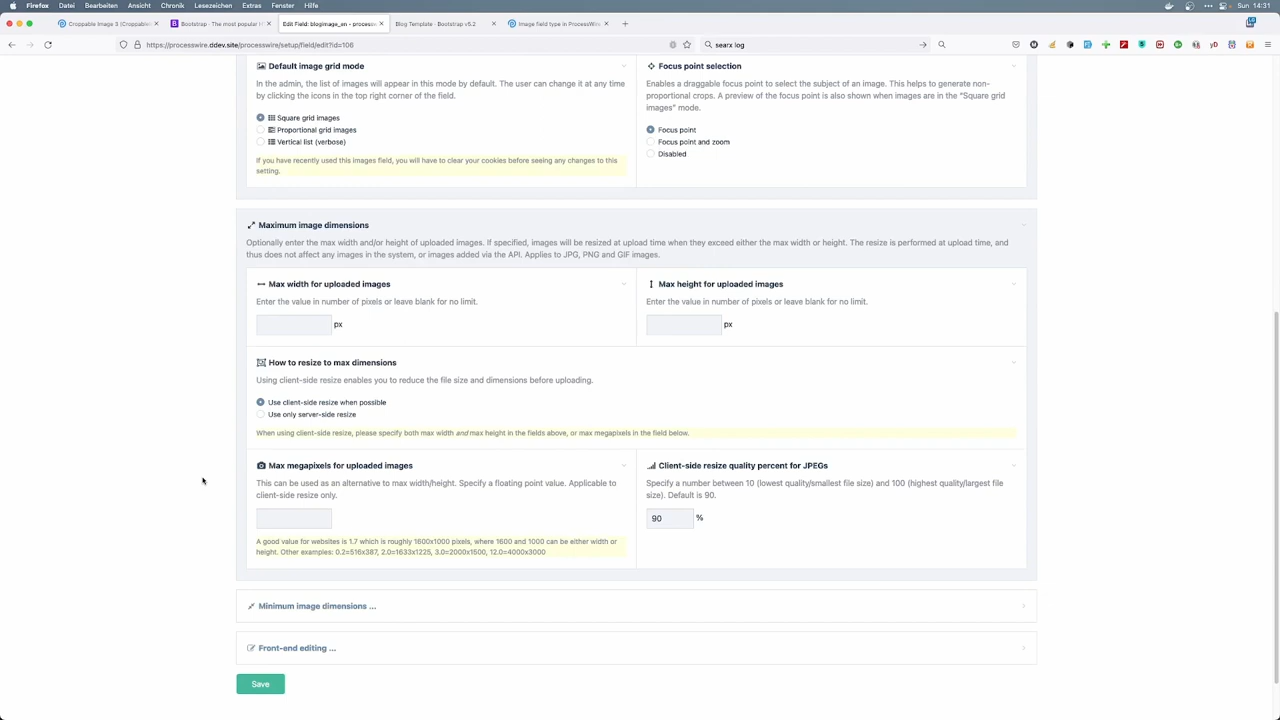 Firefox Datei Bearbeiten Ansicht Chronik Lesezeichen Extras Fenster Hilfe
Sun 14:31
Croppable Image 3 (Croppable
Bootstrap · The most popular H
Edit Field: blogimage_en • process
Blog Template · Bootstrap v5.2
Image field type in ProcessWire
https://processwire.ddev.site/processwire/setup/field/edit?id=106
searx log
Default image grid mode
In the admin, the list of images will appear in this mode by default. The user can change it at any time
by clicking the icons in the top right corner of the field.
Square grid images
Proportional grid images
Vertical list (verbose)
If you have recently used this images field, you will have to clear your cookies before seeing any changes to this
setting.
Focus point selection
Enables a draggable focus point to select the subject of an image. This helps to generate non-
proportional crops. A preview of the focus point is also shown when images are in the “Square grid
images” mode.
Focus point
Focus point and zoom
Disabled
Maximum image dimensions
Optionally enter the max width and/or height of uploaded images. If specified, images will be resized at upload time when they exceed either the max width or height. The resize is performed at upload time, and
thus does not affect any images in the system, or images added via the API. Applies to JPG, PNG and GIF images.
Max width for uploaded images
Enter the value in number of pixels or leave blank for no limit.
px
Max height for uploaded images
Enter the value in number of pixels or leave blank for no limit.
px
How to resize to max dimensions
Using client-side resize enables you to reduce the file size and dimensions before uploading.
Use client-side resize when possible
Use only server-side resize
When using client-side resize, please specify both max width and max height in the fields above, or max megapixels in the field below.
Max megapixels for uploaded images
This can be used as an alternative to max width/height. Specify a floating point value. Applicable to
client-side resize only.
A good value for websites is 1.7 which is roughly 1600x1000 pixels, where 1600 and 1000 can be either width or
height. Other examples: 0.2=516x387, 2.0=1633x1225, 3.0=2000x1500, 12.0=4000x3000
Client-side resize quality percent for JPEGs
Specify a number between 10 (lowest quality/smallest file size) and 100 (highest quality/largest file
size). Default is 90.
90 %
Minimum image dimensions ...
Front-end editing ...
Save